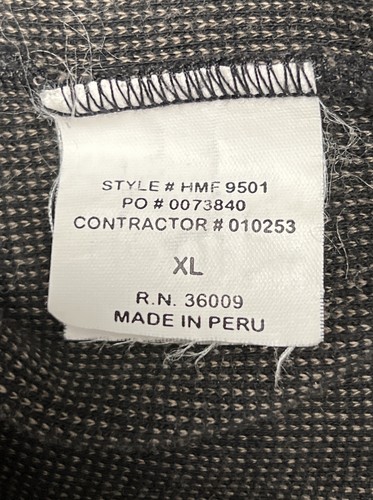 STYLE # HMF 9501
PO # 0073840
CONTRACTOR # 010253
XL
R.N. 36009
MADE IN PERU